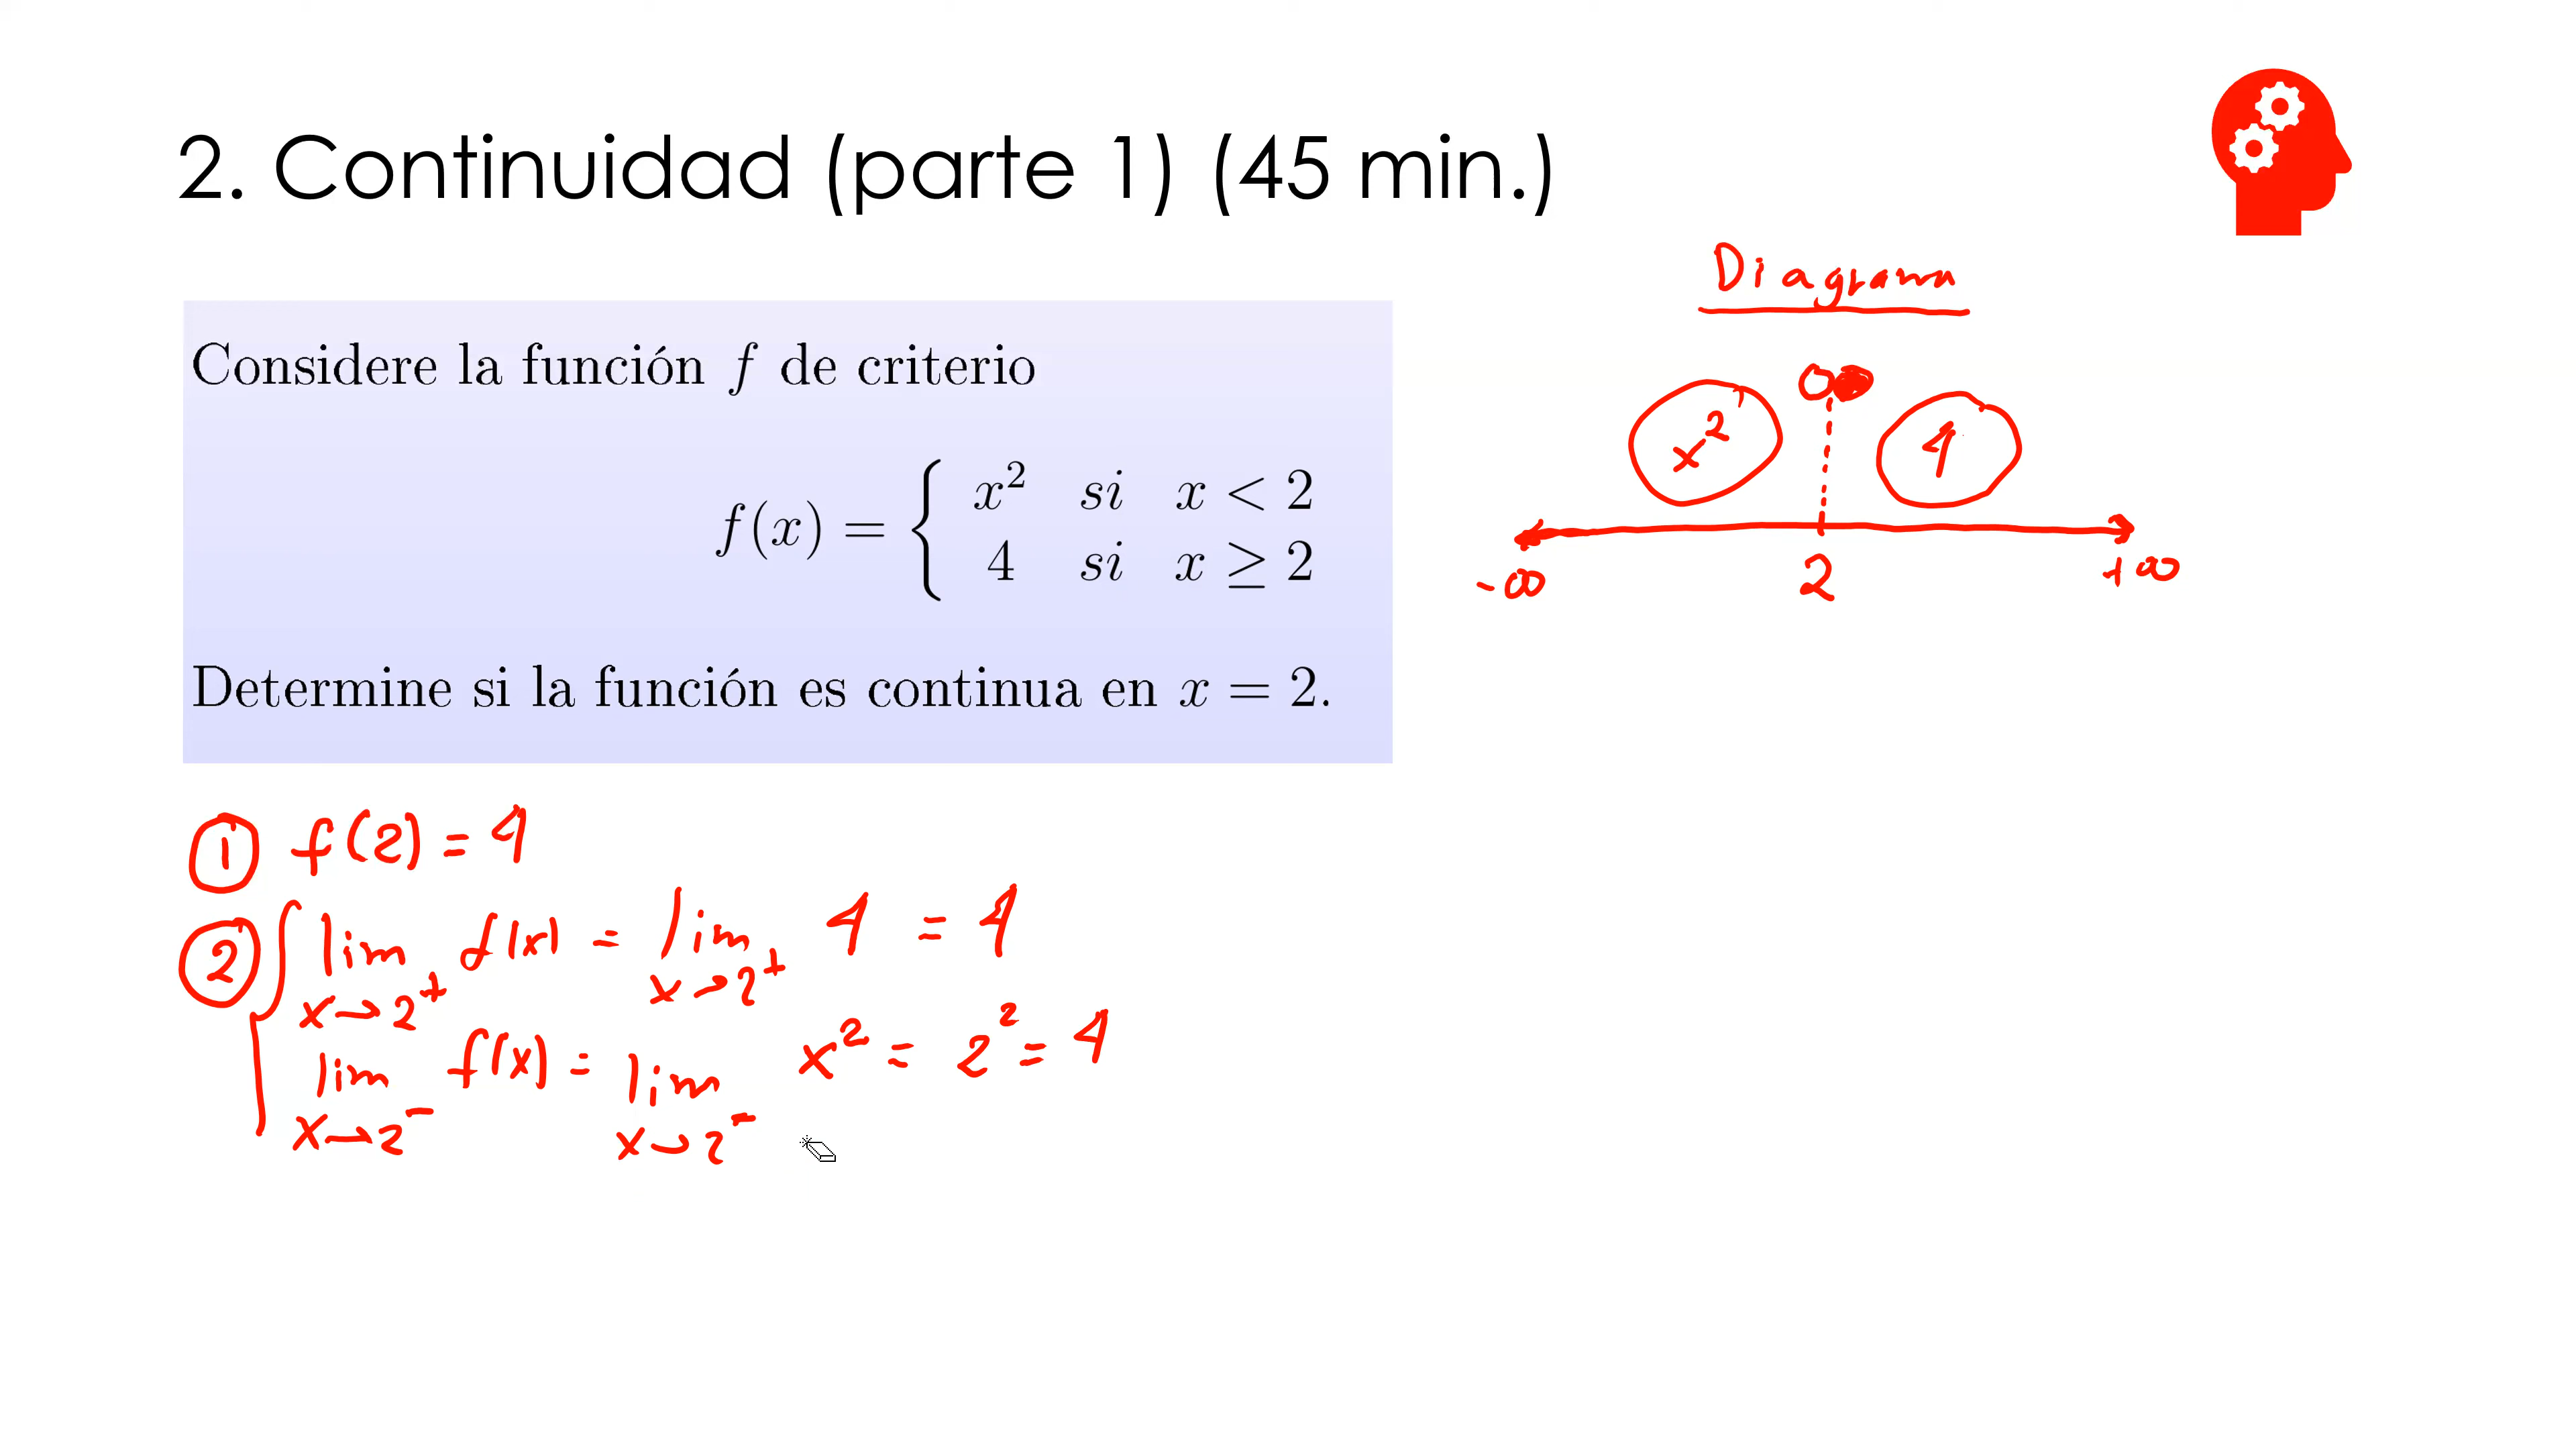 2. Continuidad (parte 1) (45 min.)
Considere la función f de criterio
f(x) = { x² si x < 2
4 si x ≥ 2
Determine si la función es continua en x = 2.
Diagrama
x² 4
-∞ 2 +∞
① f(2) = 4
② { lim x→2⁺ f(x) = lim x→2⁺ 4 = 4
lim x→2⁻ f(x) = lim x→2⁻ x² = 2² = 4